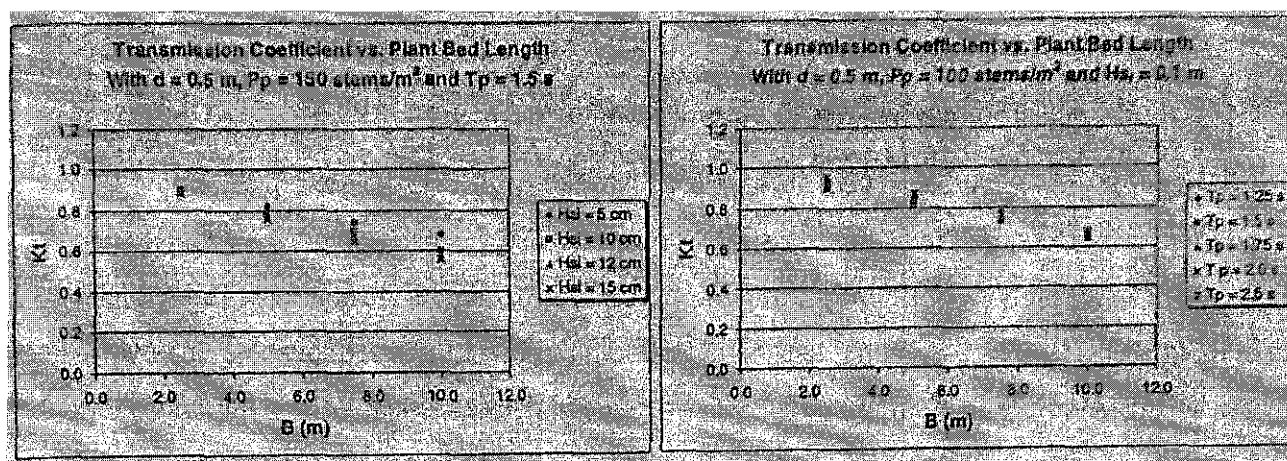 Transmission Coefficient vs. Plant Bed Length
With d = 0.5 m, Pp = 150 stems/m² and Tp = 1.5 s
1.2
1.0
0.8
0.6
0.4
0.2
0.0
Kt
0.0 2.0 4.0 6.0 8.0 10.0 12.0
B (m)
Hsi = 5 cm
Hsi = 10 cm
Hsi = 12 cm
Hsi = 15 cm
Transmission Coefficient vs. Plant Bed Length
With d = 0.5 m, Pp = 100 stems/m² and Hsi = 0.1 m
1.2
1.0
0.8
0.6
0.4
0.2
0.0
Kt
0.0 2.0 4.0 6.0 8.0 10.0 12.0
B (m)
Tp = 1.25 s
Tp = 1.5 s
Tp = 1.75 s
Tp = 2.0 s
Tp = 2.5 s